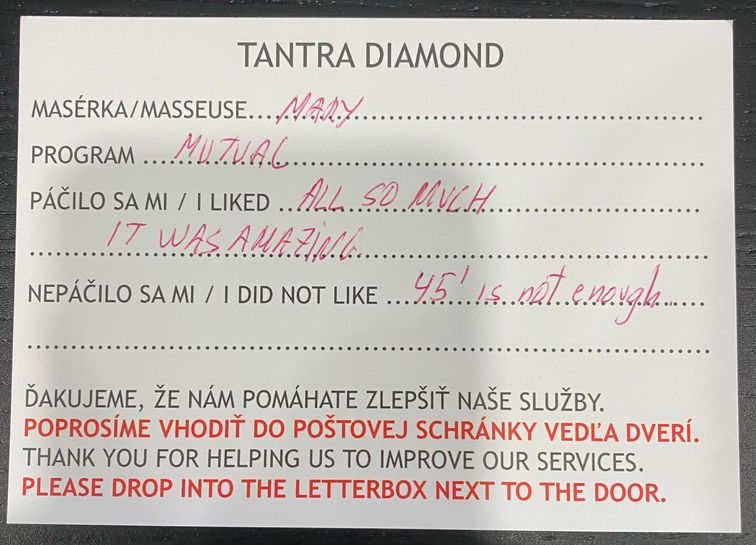 TANTRA DIAMOND
MASÉRKA/MASSEUSE...MARY
PROGRAM ...MUTUAL
PÁČILO SA MI / I LIKED ...ALL SO MUCH
IT WAS AMAZING
NEPÁČILO SA MI / I DID NOT LIKE ...45' is not enough...
ĎAKUJEME, ŽE NÁM POMÁHATE ZLEPŠIŤ NAŠE SLUŽBY.
POPROSÍME VHODIŤ DO POŠTOVEJ SCHRÁNKY VEDĽA DVERÍ.
THANK YOU FOR HELPING US TO IMPROVE OUR SERVICES.
PLEASE DROP INTO THE LETTERBOX NEXT TO THE DOOR.